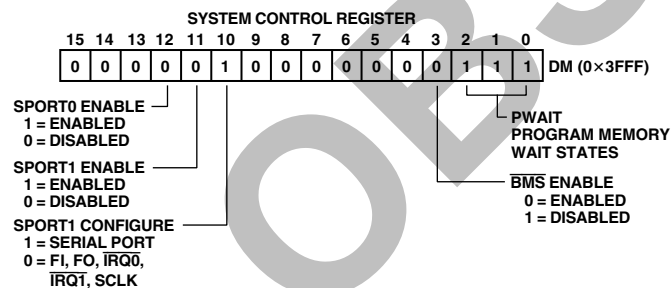 SYSTEM CONTROL REGISTER
15 14 13 12 11 10 9 8 7 6 5 4 3 2 1 0
0 0 0 0 0 1 0 0 0 0 0 0 0 1 1 1 DM (0×3FFF)
SPORT0 ENABLE
1 = ENABLED
0 = DISABLED
SPORT1 ENABLE
1 = ENABLED
0 = DISABLED
SPORT1 CONFIGURE
1 = SERIAL PORT
0 = FI, FO, I̅R̅Q̅0̅,
I̅R̅Q̅1̅, SCLK
PWAIT
PROGRAM MEMORY
WAIT STATES
B̅M̅S̅ ENABLE
0 = ENABLED
1 = DISABLED
OBS